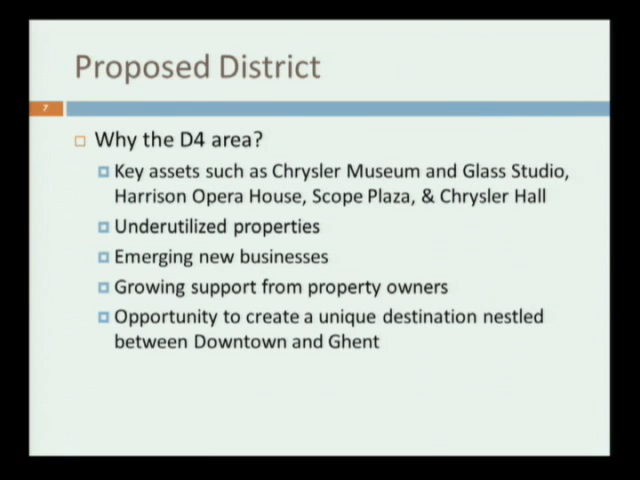 Proposed District
7
Why the D4 area?
Key assets such as Chrysler Museum and Glass Studio,
Harrison Opera House, Scope Plaza, & Chrysler Hall
Underutilized properties
Emerging new businesses
Growing support from property owners
Opportunity to create a unique destination nestled
between Downtown and Ghent